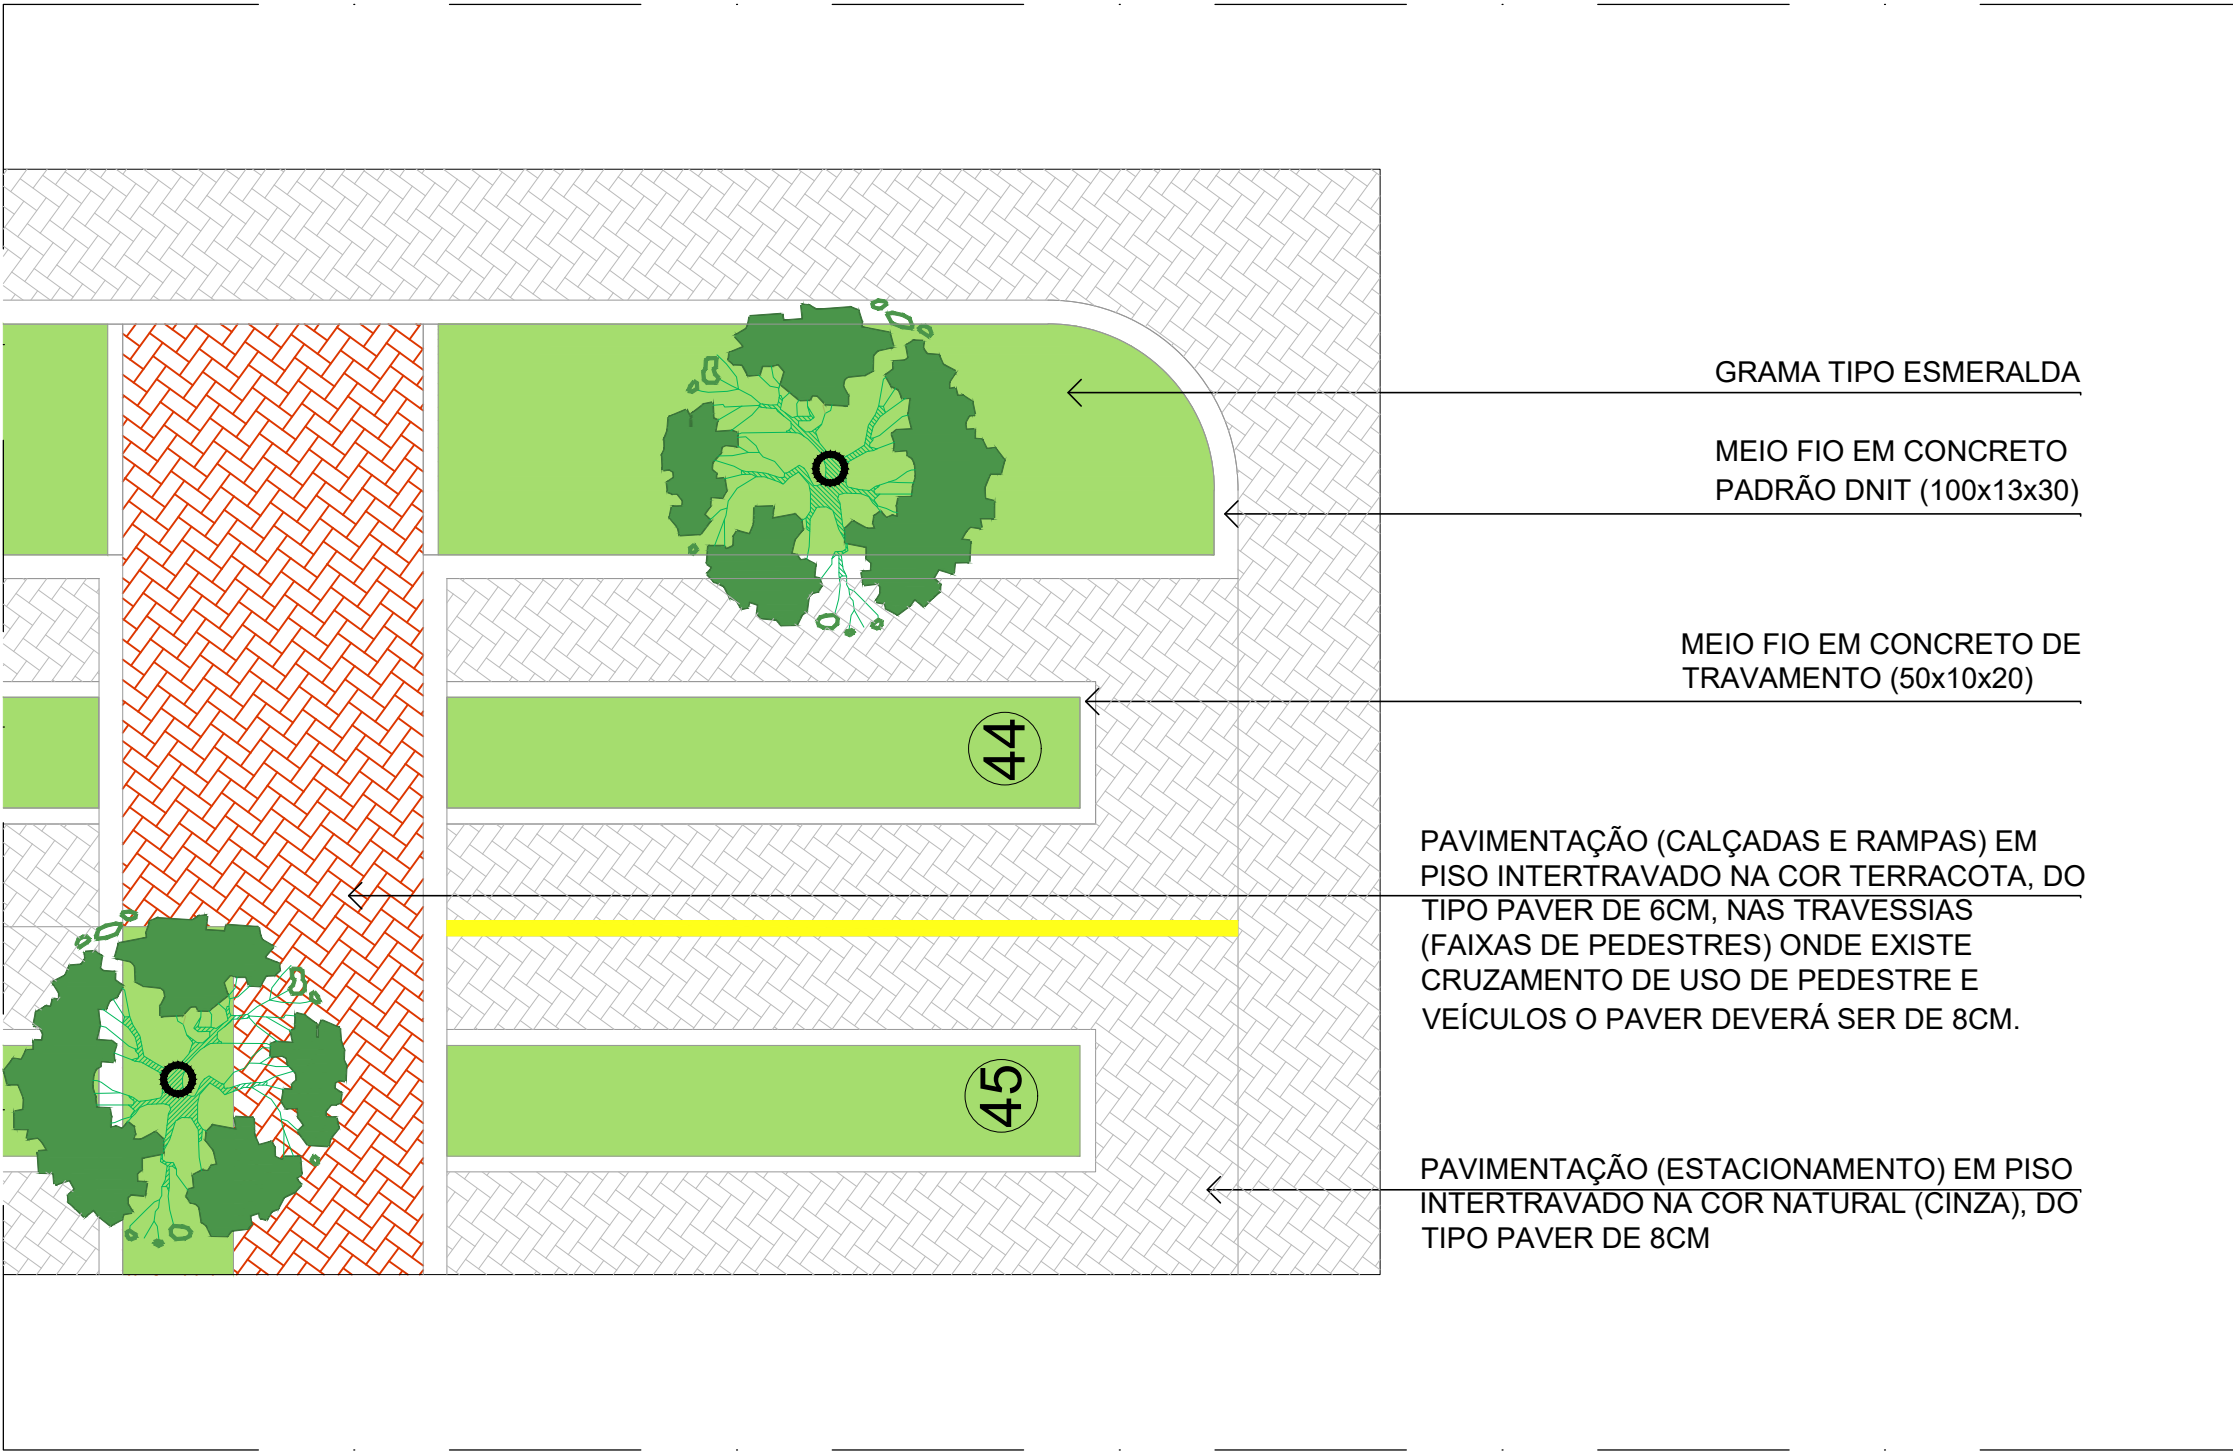 GRAMA TIPO ESMERALDA
MEIO FIO EM CONCRETO
PADRÃO DNIT (100x13x30)
MEIO FIO EM CONCRETO DE
TRAVAMENTO (50x10x20)
44
PAVIMENTAÇÃO (CALÇADAS E RAMPAS) EM
PISO INTERTRAVADO NA COR TERRACOTA, DO
TIPO PAVER DE 6CM, NAS TRAVESSIAS
(FAIXAS DE PEDESTRES) ONDE EXISTE
CRUZAMENTO DE USO DE PEDESTRE E
VEÍCULOS O PAVER DEVERÁ SER DE 8CM.
45
PAVIMENTAÇÃO (ESTACIONAMENTO) EM PISO
INTERTRAVADO NA COR NATURAL (CINZA), DO
TIPO PAVER DE 8CM